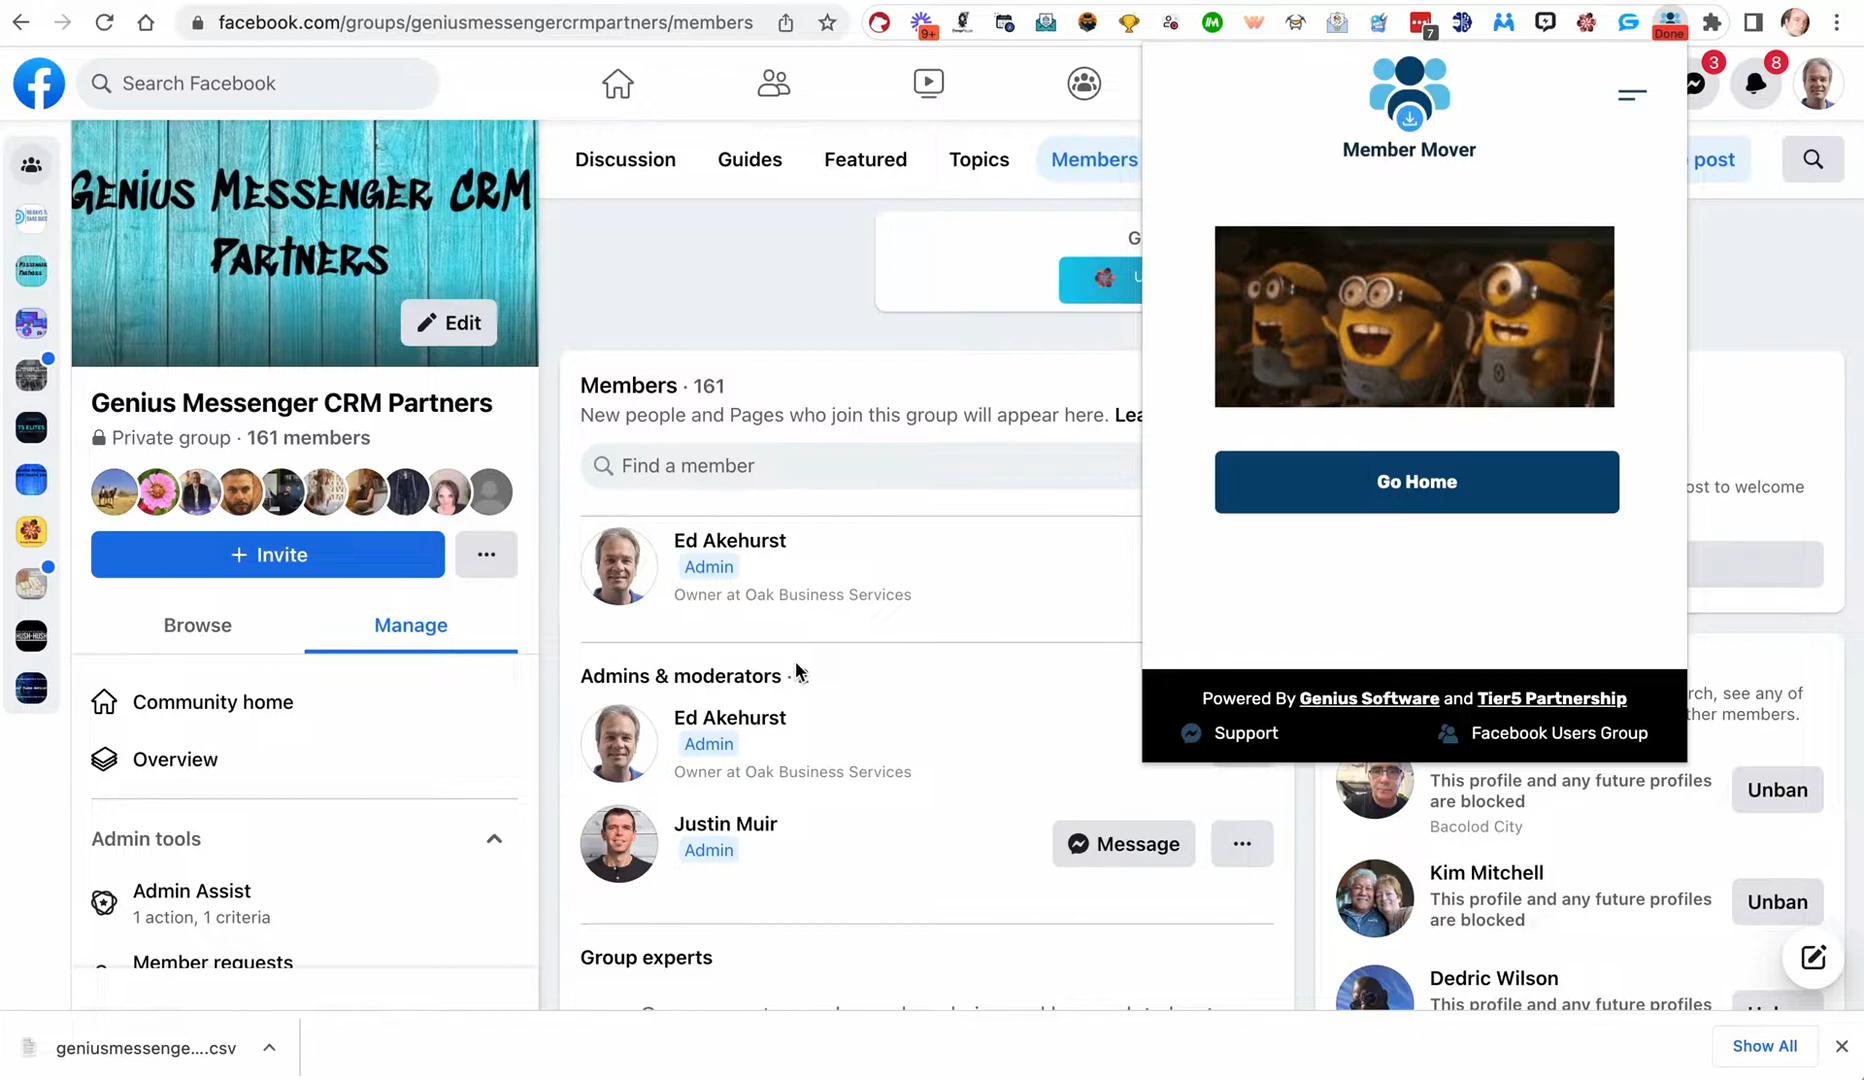 facebook.com/groups/geniusmessengercrmpartners/members
9+
7
Done
Search Facebook
3
8
GENIUS MESSENGER CRM
PARTNERS
Edit
Genius Messenger CRM Partners
Private group · 161 members
+ Invite
Browse
Manage
Community home
Overview
Admin tools
Admin Assist
1 action, 1 criteria
Member requests
Discussion
Guides
Featured
Topics
Members
post
G
U
Members · 161
New people and Pages who join this group will appear here. Lea
Find a member
Ed Akehurst
Admin
Owner at Oak Business Services
Admins & moderators ·
Ed Akehurst
Admin
Owner at Oak Business Services
Justin Muir
Admin
Message
Group experts
Member Mover
Go Home
Powered By Genius Software and Tier5 Partnership
Support
Facebook Users Group
ost to welcome
rch, see any of
ther members.
This profile and any future profiles
are blocked
Bacolod City
Unban
Kim Mitchell
This profile and any future profiles
are blocked
Unban
Dedric Wilson
This profile and any future profiles
geniusmessenge....csv
Show All